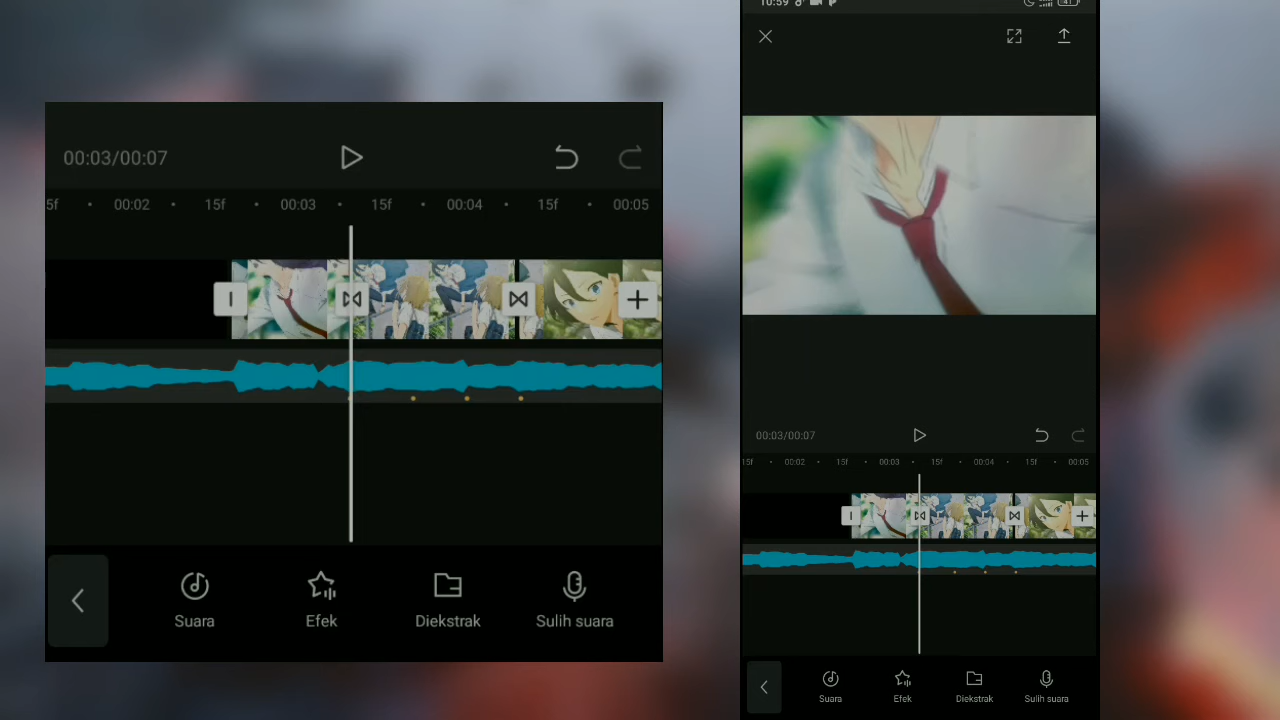 00:03/00:07
5f 00:02 15f 00:03 15f 00:04 15f 00:05
Suara Efek Diekstrak Sulih suara
10:59
00:03/00:07
15f 00:02 15f 00:03 15f 00:04 15f 00:05
Suara Efek Diekstrak Sulih suara